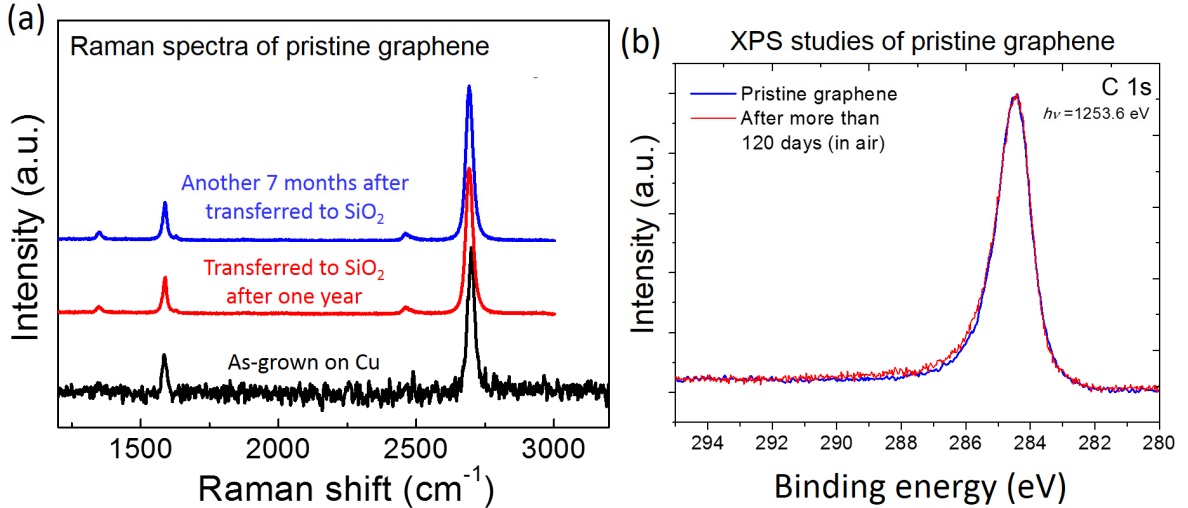 (a)
Raman spectra of pristine graphene
Another 7 months after
transferred to SiO₂
Transferred to SiO₂
after one year
As-grown on Cu
Intensity (a.u.)
1500 2000 2500 3000
Raman shift (cm⁻¹)
(b)
XPS studies of pristine graphene
Pristine graphene
After more than
120 days (in air)
C 1s
hν =1253.6 eV
Intensity (a.u.)
294 292 290 288 286 284 282 280
Binding energy (eV)